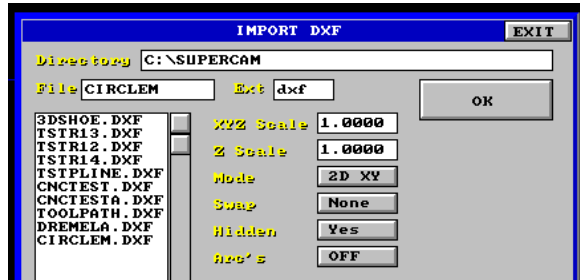 IMPORT DXF EXIT
Directory C:\SUPERCAM
File CIRCLEM Ext dxf
OK
3DSHOE.DXF
TSTR13.DXF
TSTR12.DXF
TSTR14.DXF
TSTPLINE.DXF
CNCTEST.DXF
CNCTESTA.DXF
TOOLPATH.DXF
DREMELA.DXF
CIRCLEM.DXF
XYZ Scale 1.0000
Z Scale 1.0000
Mode 2D XY
Swap None
Hidden Yes
Arc's OFF